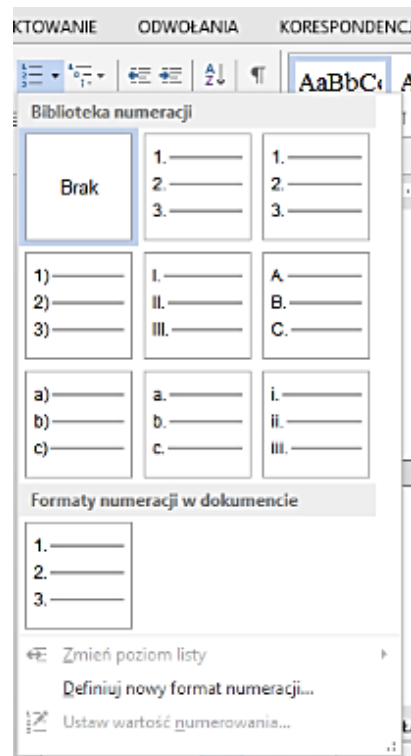 KTOWANIE ODWOŁANIA KORESPONDENC
AaBbC
Biblioteka numeracji
Brak
1.
2.
3.
1.
2.
3.
1)
2)
3)
I.
II.
III.
A.
B.
C.
a)
b)
c)
a.
b.
c.
i.
ii.
iii.
Formaty numeracji w dokumencie
1.
2.
3.
Zmień poziom listy
Definiuj nowy format numeracji...
Ustaw wartość numerowania...